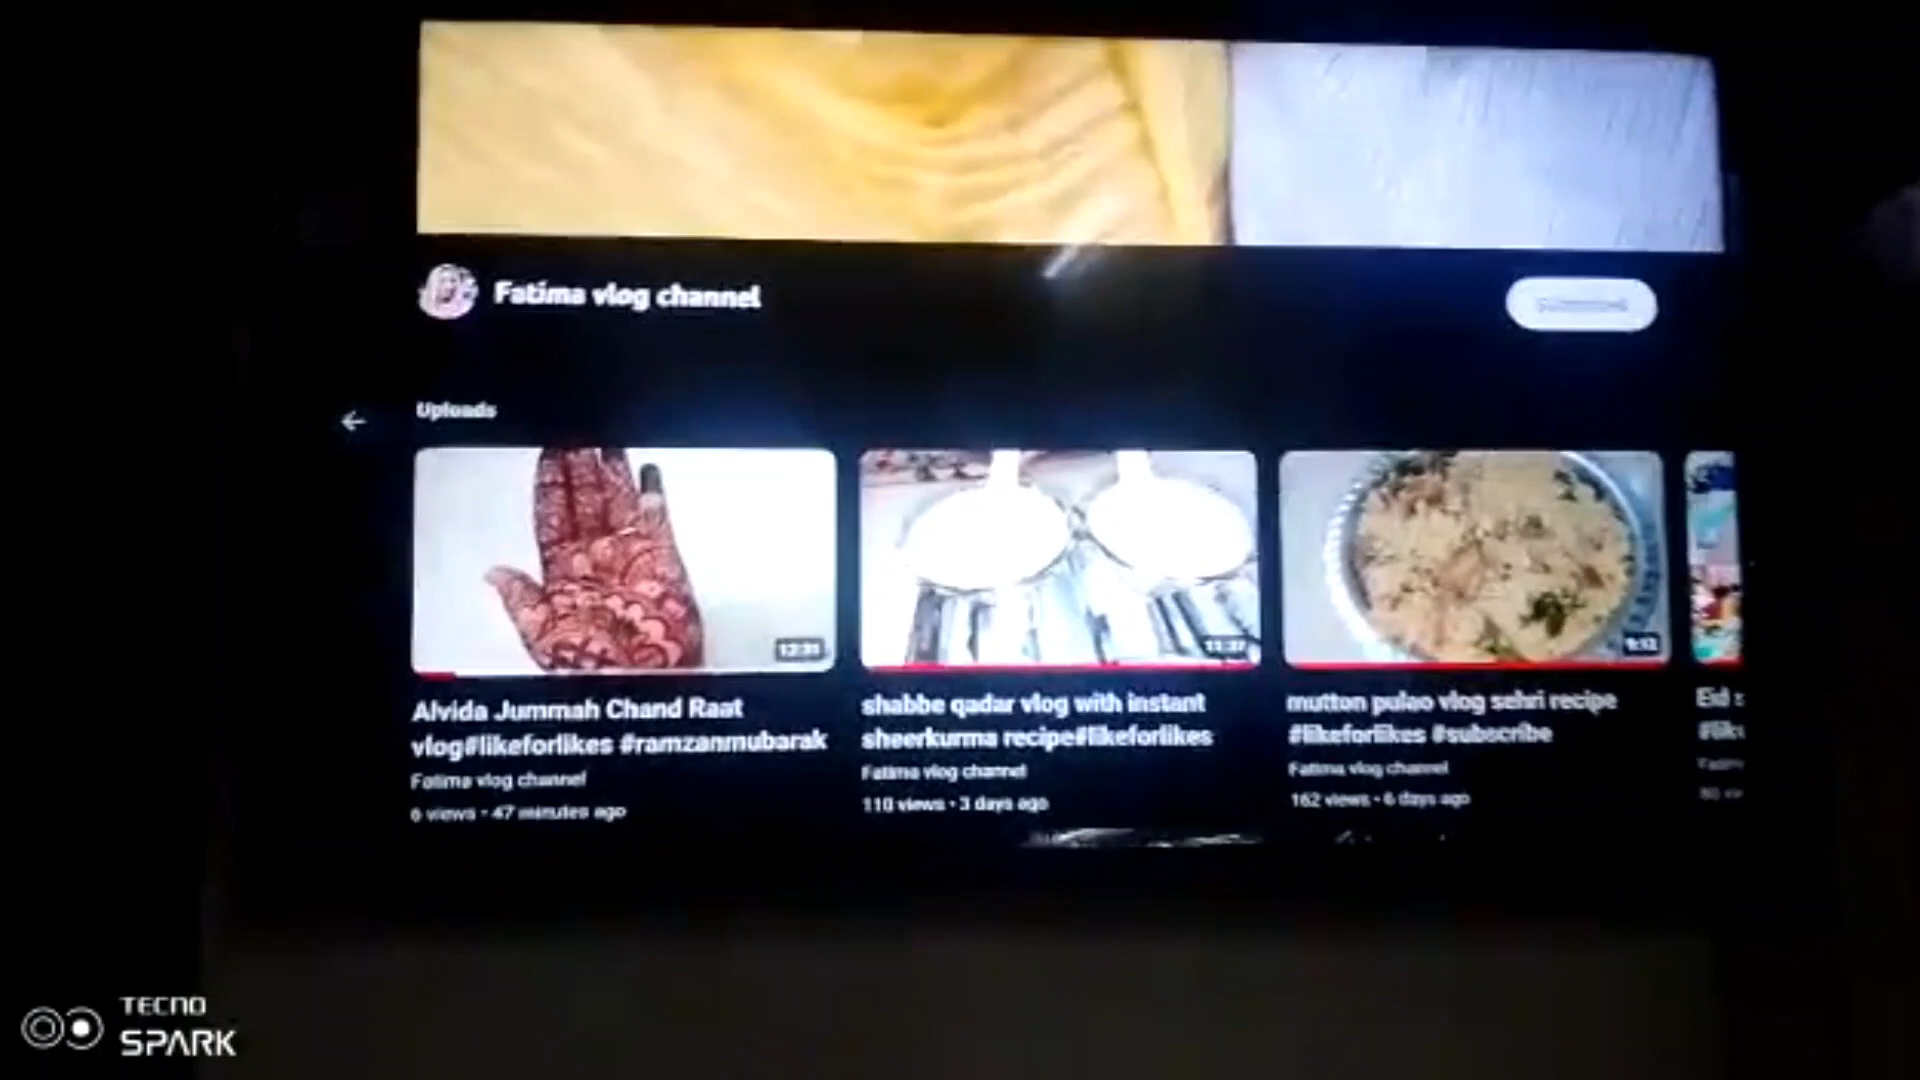 Fatima vlog channel
Uploads
Alvida Jummah Chand Raat
vlog#likeforlikes #ramzanmubarak
Fatima vlog channel
6 views • 47 minutes ago
11:37
shabbe qadar vlog with instant
sheerkurma recipe#likeforlikes
Fatima vlog channel
110 views • 3 days ago
9:12
mutton pulao vlog sehri recipe
#likeforlikes #subscribe
Fatima vlog channel
162 views • 6 days ago
Eid
TECNO
SPARK